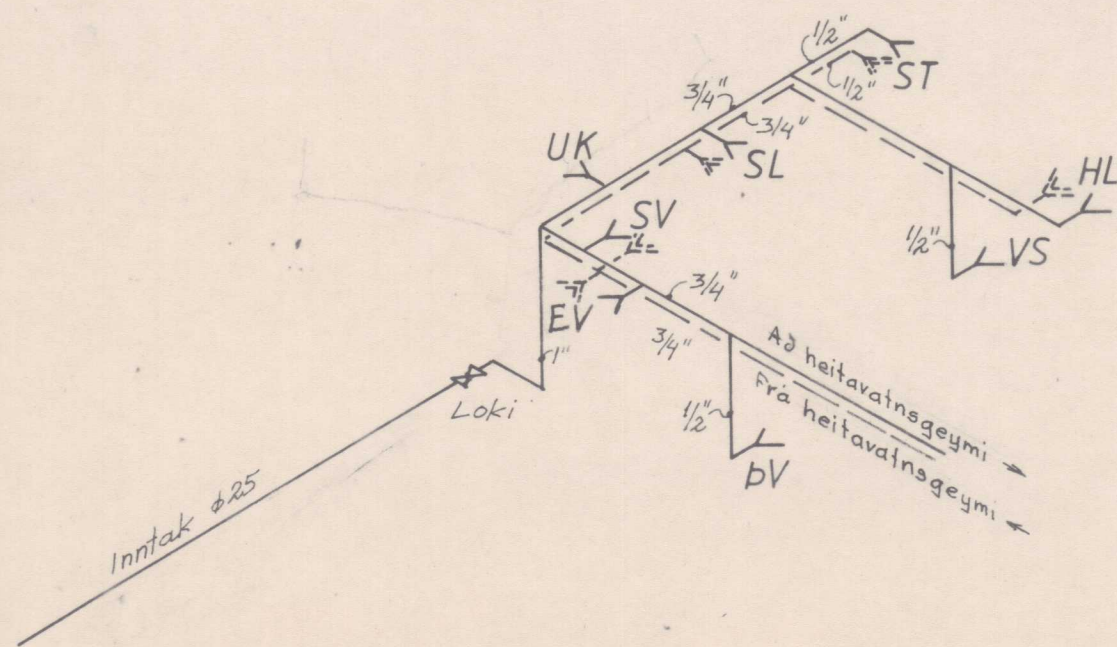 1/2"
ST
1/2"
3/4"
3/4"
UK
SL
HL
SV
1/2"
VS
3/4"
EV
3/4"
Að heitavatnsgeymi
1"
Frá heitavatnsgeymi
Loki
1/2"
ÞV
Inntak ø25